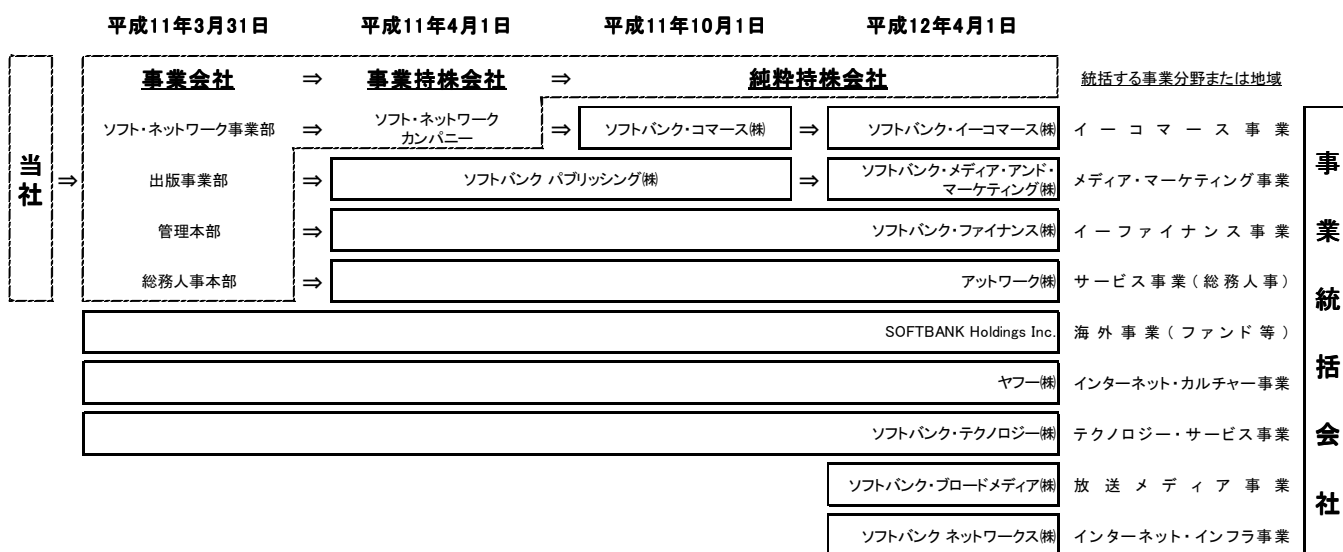 平成11年3月31日 平成11年4月1日 平成11年10月1日 平成12年4月1日
事業会社 ⇒ 事業持株会社 ⇒ 純粋持株会社 統括する事業分野または地域
当社 ⇒
ソフト・ネットワーク事業部 ⇒ ソフト・ネットワーク
カンパニー ⇒ ソフトバンク・コマース㈱ ⇒ ソフトバンク・イーコマース㈱ イーコマース事業
出版事業部 ⇒ ソフトバンク パブリッシング㈱ ⇒ ソフトバンク・メディア・アンド・
マーケティング㈱ メディア・マーケティング事業
管理本部 ⇒ ソフトバンク・ファイナンス㈱ イーファイナンス事業
総務人事本部 ⇒ アットワーク㈱ サービス事業(総務人事)
SOFTBANK Holdings Inc. 海外事業(ファンド等)
ヤフー㈱ インターネット・カルチャー事業
ソフトバンク・テクノロジー㈱ テクノロジー・サービス事業
ソフトバンク・ブロードメディア㈱ 放送メディア事業
ソフトバンク ネットワークス㈱ インターネット・インフラ事業
事業統括会社